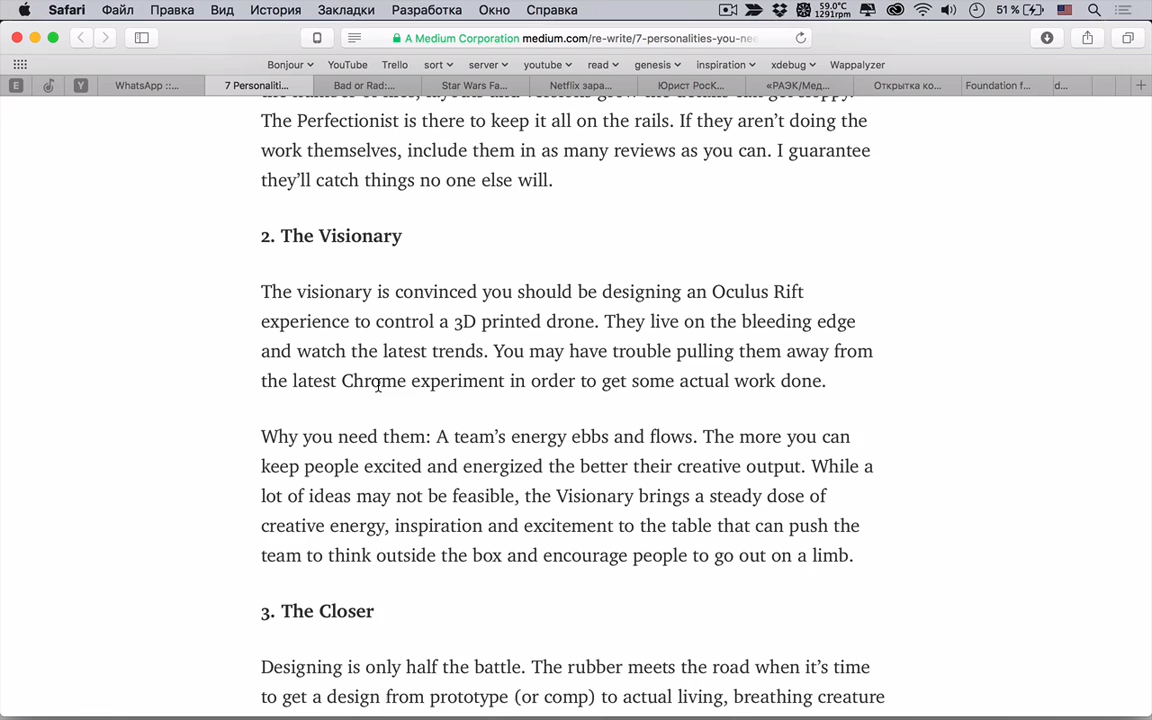 Safari Файл Правка Вид История Закладки Разработка Окно Справка 59.0°C 1291rpm 51 %
A Medium Corporation medium.com/re-write/7-personalities-you-nee
Bonjour YouTube Trello sort server youtube read genesis inspiration xdebug Wappalyzer
E Y WhatsApp ::... 7 Personaliti... Bad or Rad:... Star Wars Fa... Netflix зара... Юрист РосК... «РАЭК/Мед... Открытка ко... Foundation f... d...
The Perfectionist is there to keep it all on the rails. If they aren’t doing the
work themselves, include them in as many reviews as you can. I guarantee
they’ll catch things no one else will.
2. The Visionary
The visionary is convinced you should be designing an Oculus Rift
experience to control a 3D printed drone. They live on the bleeding edge
and watch the latest trends. You may have trouble pulling them away from
the latest Chrome experiment in order to get some actual work done.
Why you need them: A team’s energy ebbs and flows. The more you can
keep people excited and energized the better their creative output. While a
lot of ideas may not be feasible, the Visionary brings a steady dose of
creative energy, inspiration and excitement to the table that can push the
team to think outside the box and encourage people to go out on a limb.
3. The Closer
Designing is only half the battle. The rubber meets the road when it’s time
to get a design from prototype (or comp) to actual living, breathing creature